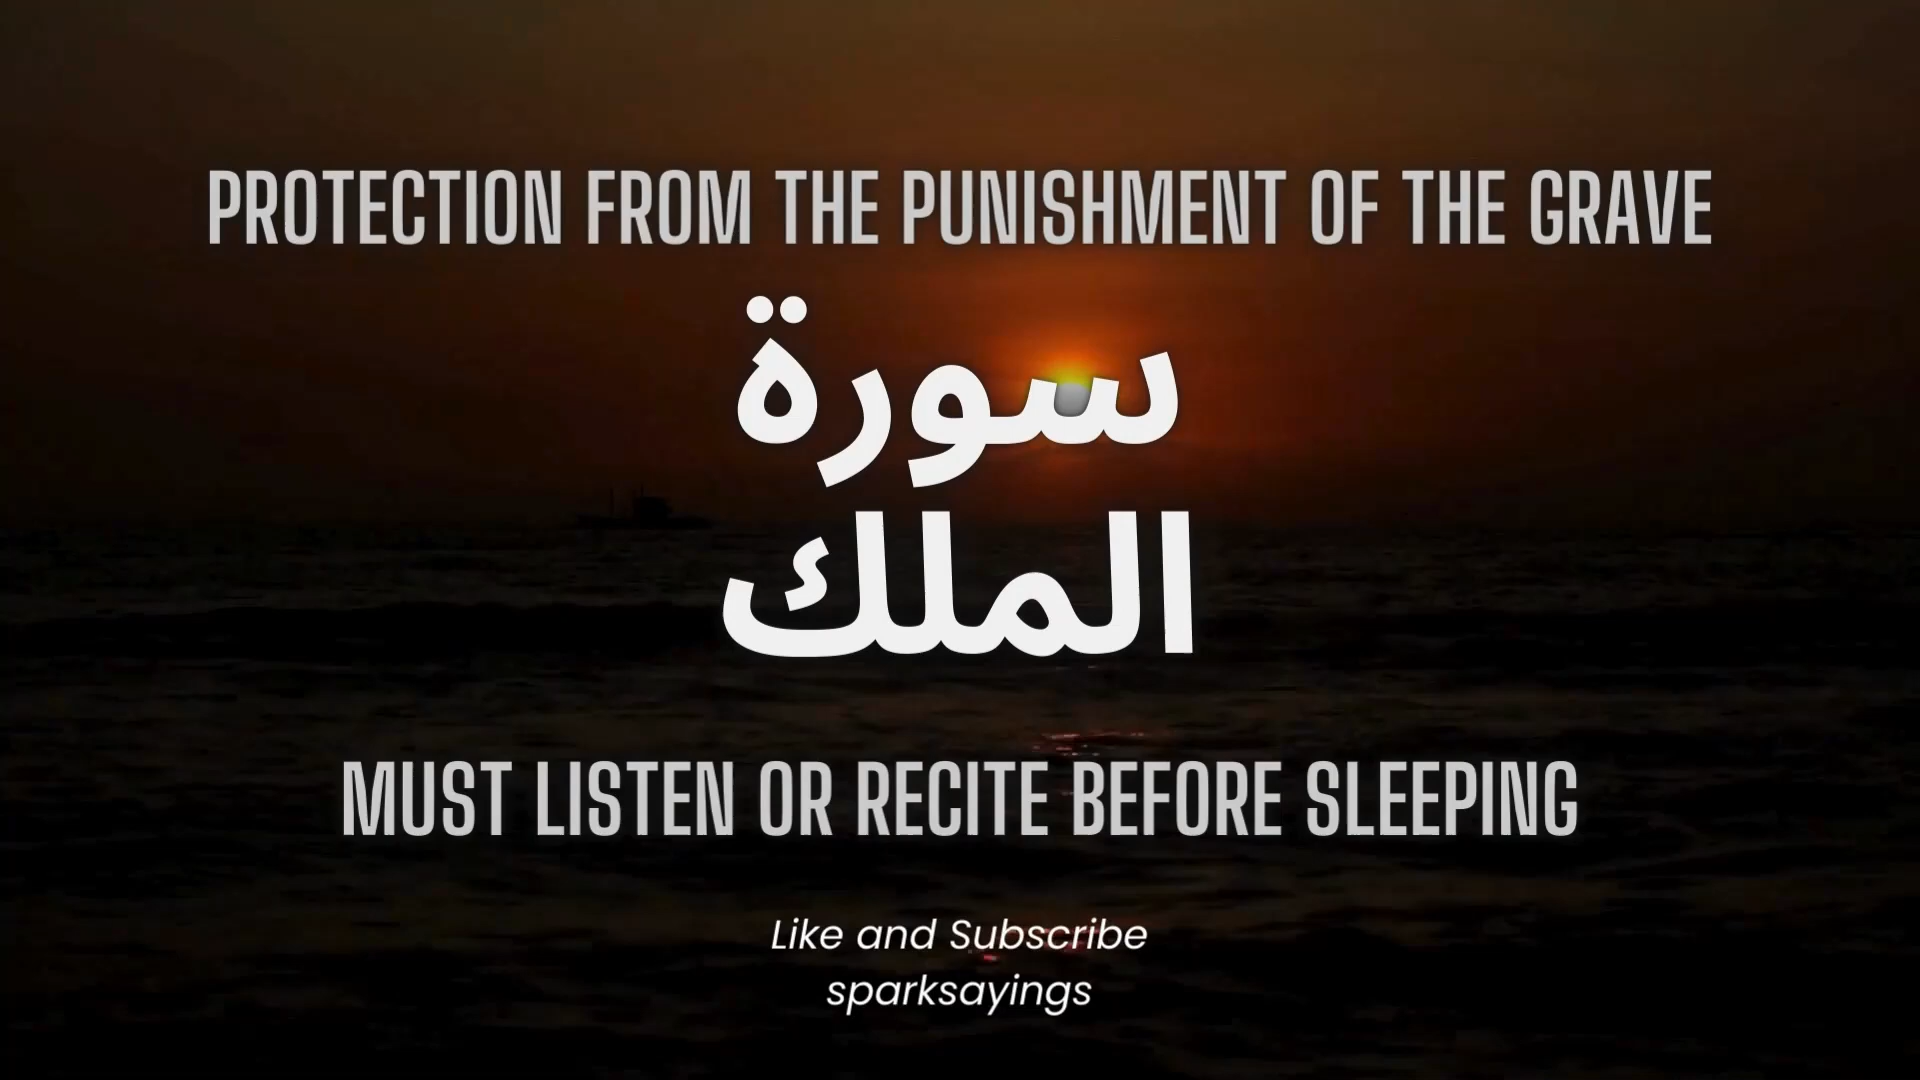 PROTECTION FROM THE PUNISHMENT OF THE GRAVE
سورة
الملك
MUST LISTEN OR RECITE BEFORE SLEEPING
Like and Subscribe
sparksayings